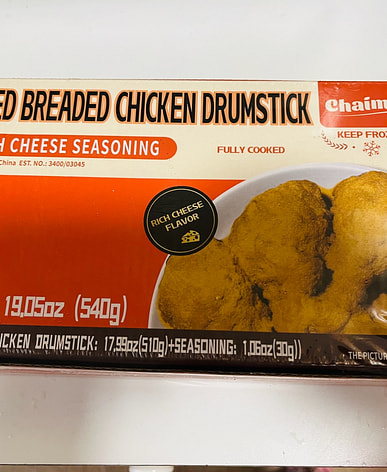 ED BREADED CHICKEN DRUMSTICK
Chaim
H CHEESE SEASONING
FULLY COOKED
KEEP FROZ
China EST. NO.: 3400/03045
RICH CHEESE
FLAVOR
19.05oz (540g)
ICKEN DRUMSTICK: 17.99oz(510g)+SEASONING: 1.06oz(30g))
THE PICTUR